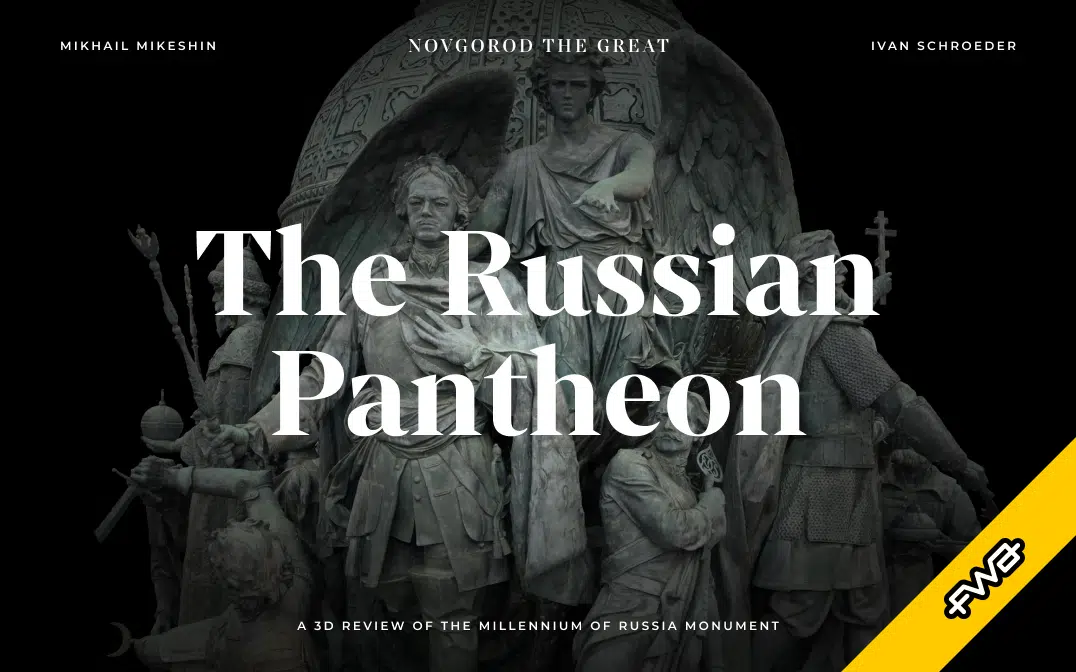 MIKHAIL MIKESHIN
NOVGOROD THE GREAT
IVAN SCHROEDER
The Russian
Pantheon
A 3D REVIEW OF THE MILLENNIUM OF RUSSIA MONUMENT
FWA